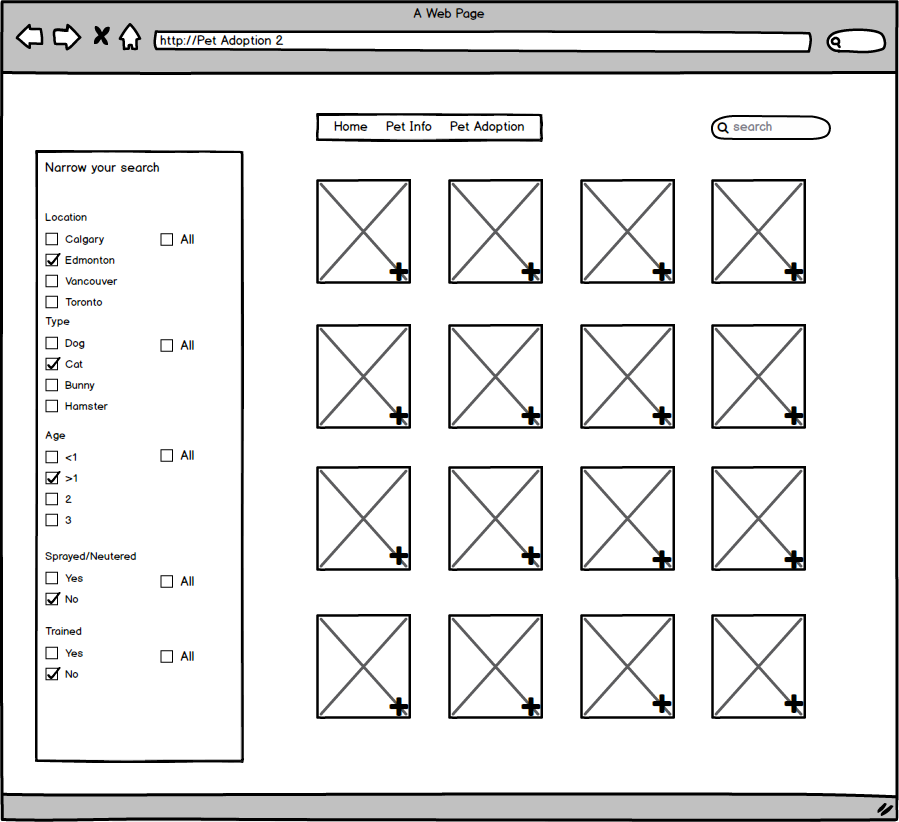 A Web Page
http://Pet Adoption 2
Home Pet Info Pet Adoption
search
Narrow your search
Location
Calgary All
Edmonton
Vancouver
Toronto
Type
Dog All
Cat
Bunny
Hamster
Age
<1 All
>1
2
3
Sprayed/Neutered
Yes All
No
Trained
Yes All
No